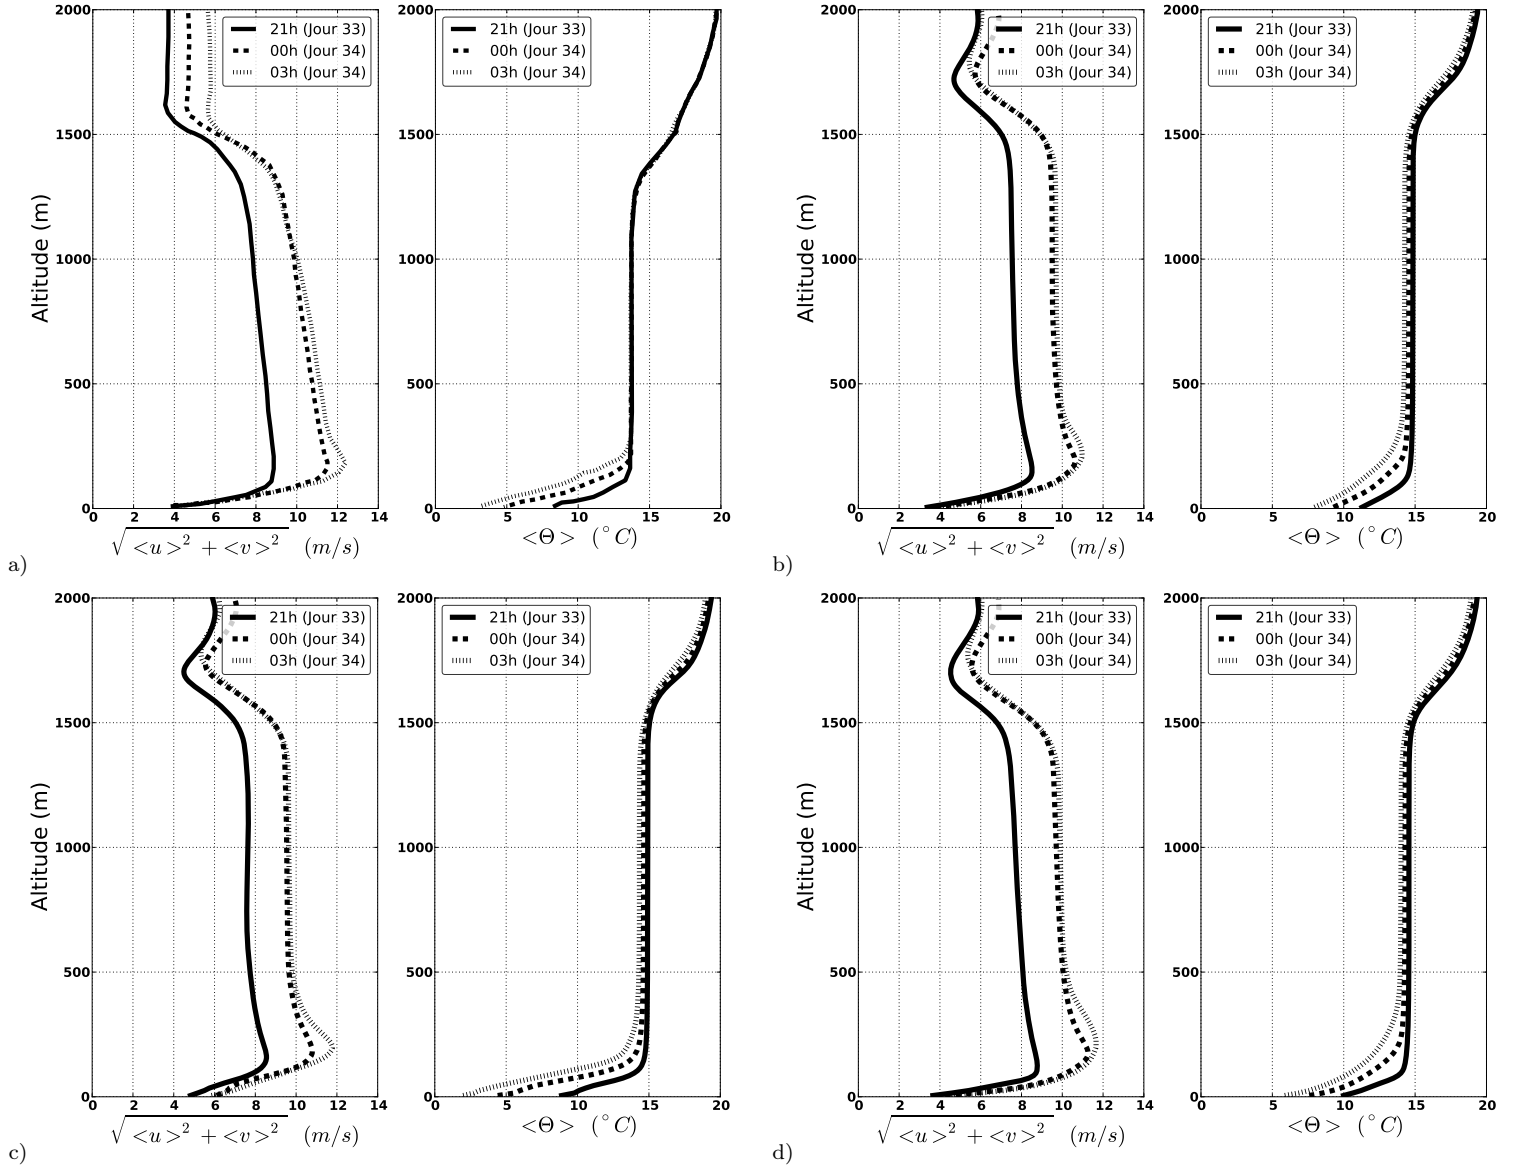 2000
1500
1000
500
0
Altitude (m)
21h (Jour 33)
00h (Jour 34)
03h (Jour 34)
0 2 4 6 8 10 12 14
√<u>² + <v>² (m/s)
2000
1500
1000
500
0
21h (Jour 33)
00h (Jour 34)
03h (Jour 34)
0 5 10 15 20
<Θ> (°C)
a)
2000
1500
1000
500
0
Altitude (m)
21h (Jour 33)
00h (Jour 34)
03h (Jour 34)
0 2 4 6 8 10 12 14
√<u>² + <v>² (m/s)
2000
1500
1000
500
0
21h (Jour 33)
00h (Jour 34)
03h (Jour 34)
0 5 10 15 20
<Θ> (°C)
b)
2000
1500
1000
500
0
Altitude (m)
21h (Jour 33)
00h (Jour 34)
03h (Jour 34)
0 2 4 6 8 10 12 14
√<u>² + <v>² (m/s)
2000
1500
1000
500
0
21h (Jour 33)
00h (Jour 34)
03h (Jour 34)
0 5 10 15 20
<Θ> (°C)
c)
2000
1500
1000
500
0
Altitude (m)
21h (Jour 33)
00h (Jour 34)
03h (Jour 34)
0 2 4 6 8 10 12 14
√<u>² + <v>² (m/s)
2000
1500
1000
500
0
21h (Jour 33)
00h (Jour 34)
03h (Jour 34)
0 5 10 15 20
<Θ> (°C)
d)